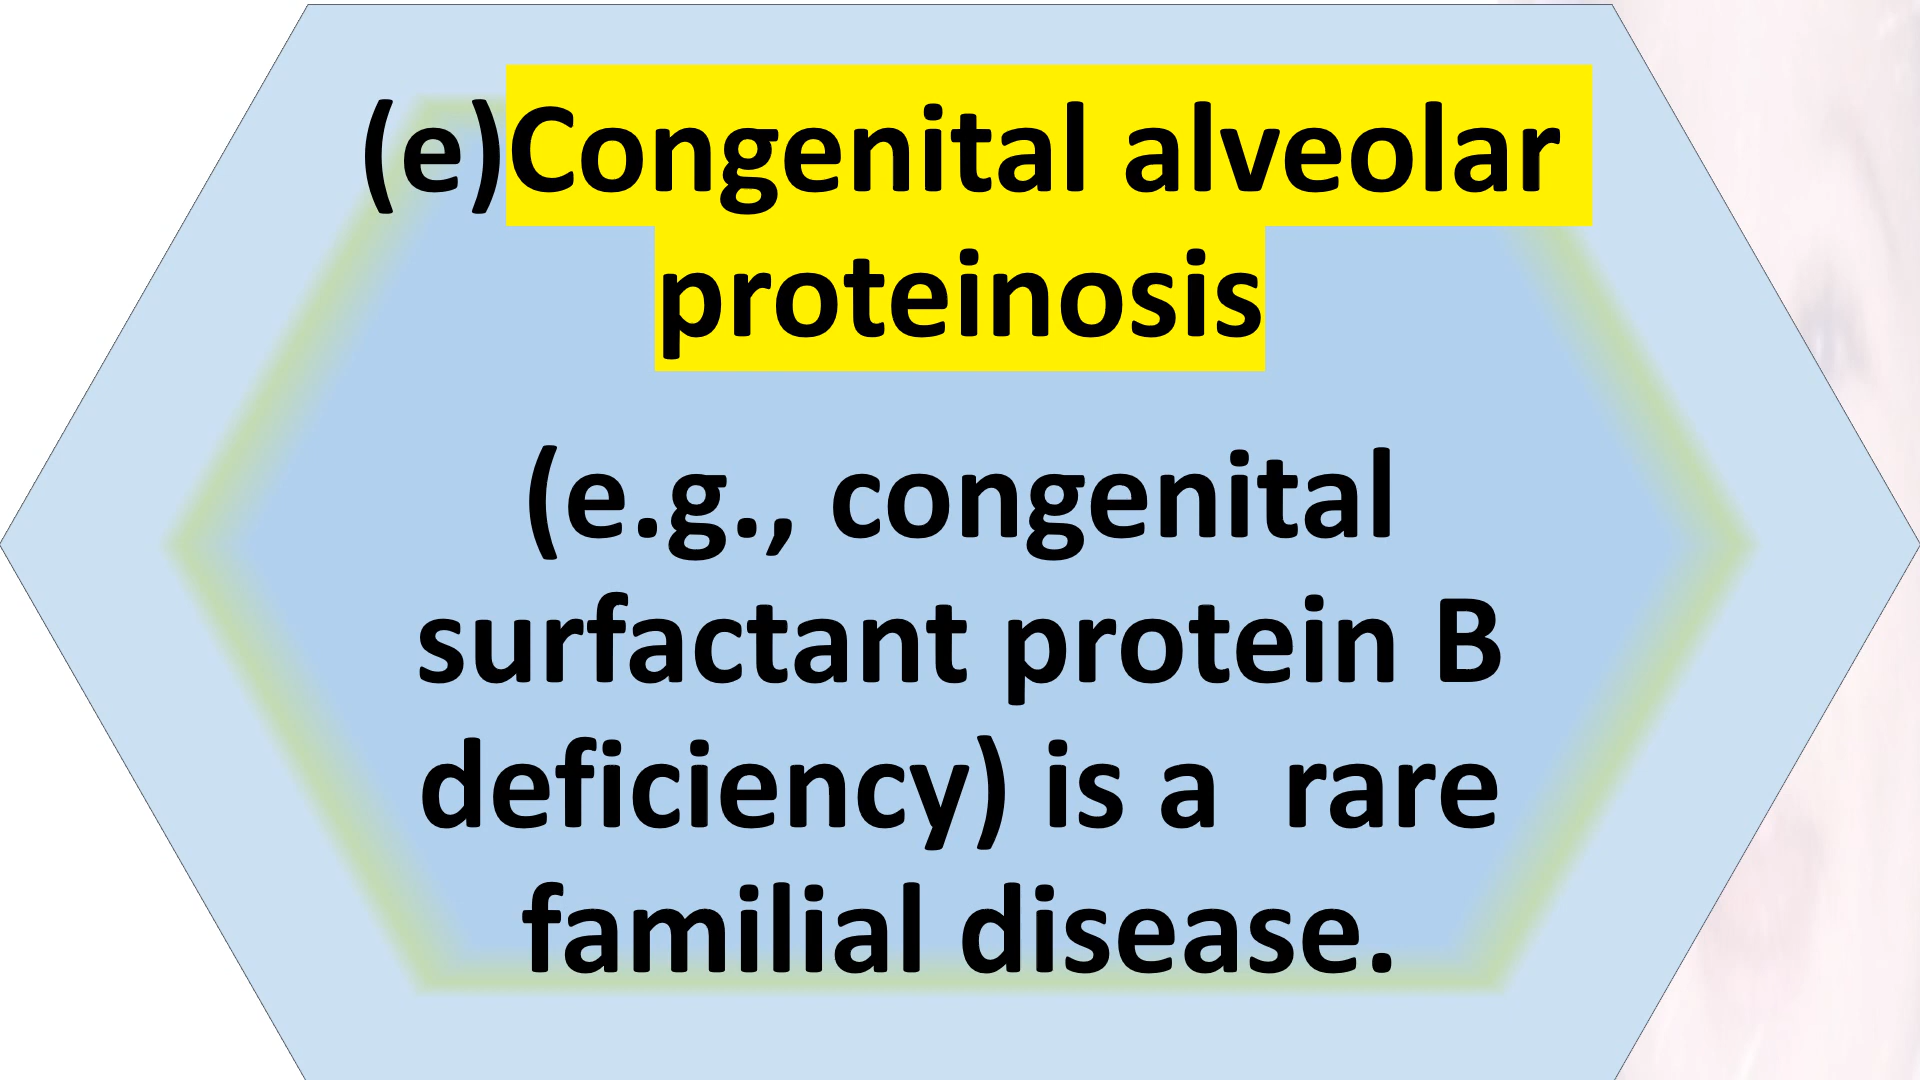 (e)Congenital alveolar
proteinosis
(e.g., congenital
surfactant protein B
deficiency) is a  rare
familial disease.